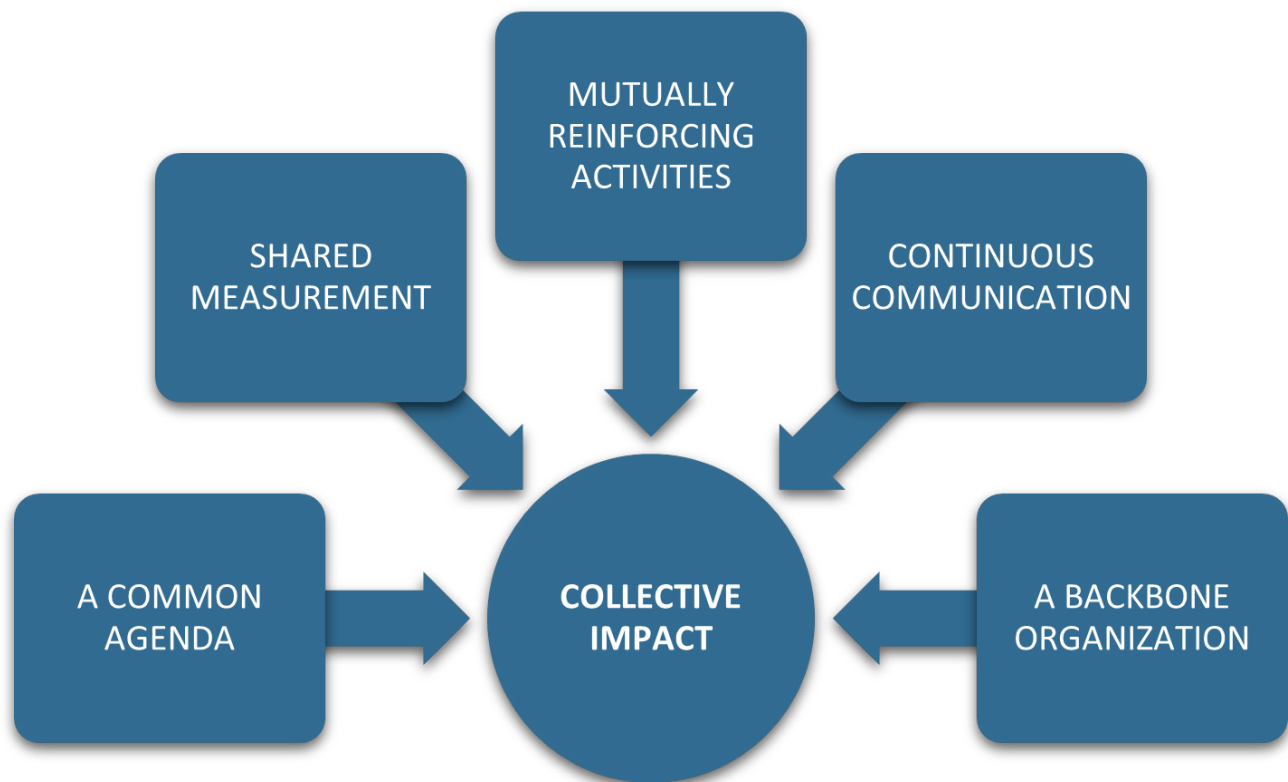 MUTUALLY
REINFORCING
ACTIVITIES
SHARED
MEASUREMENT
CONTINUOUS
COMMUNICATION
A COMMON
AGENDA
COLLECTIVE
IMPACT
A BACKBONE
ORGANIZATION